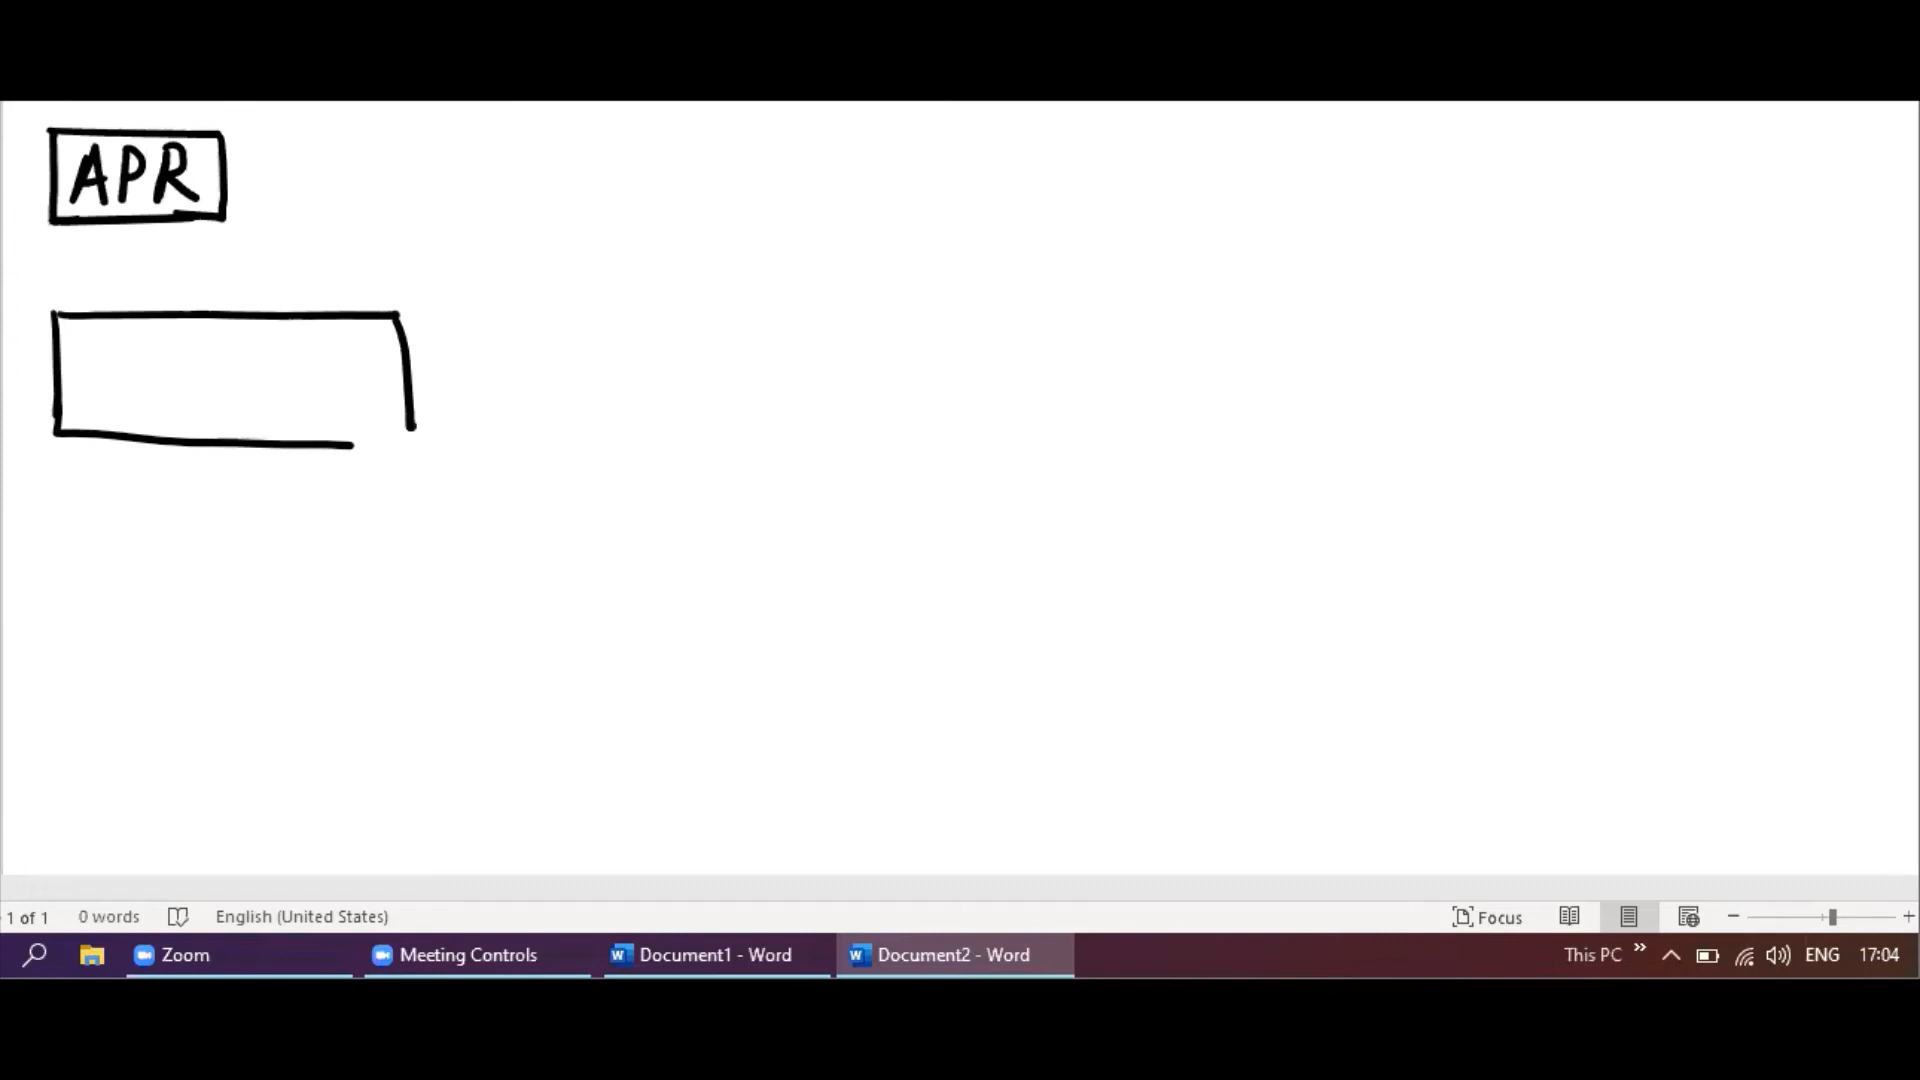 APR
1 of 1 0 words English (United States) Focus
Zoom Meeting Controls Document1 - Word Document2 - Word This PC ENG 17:04